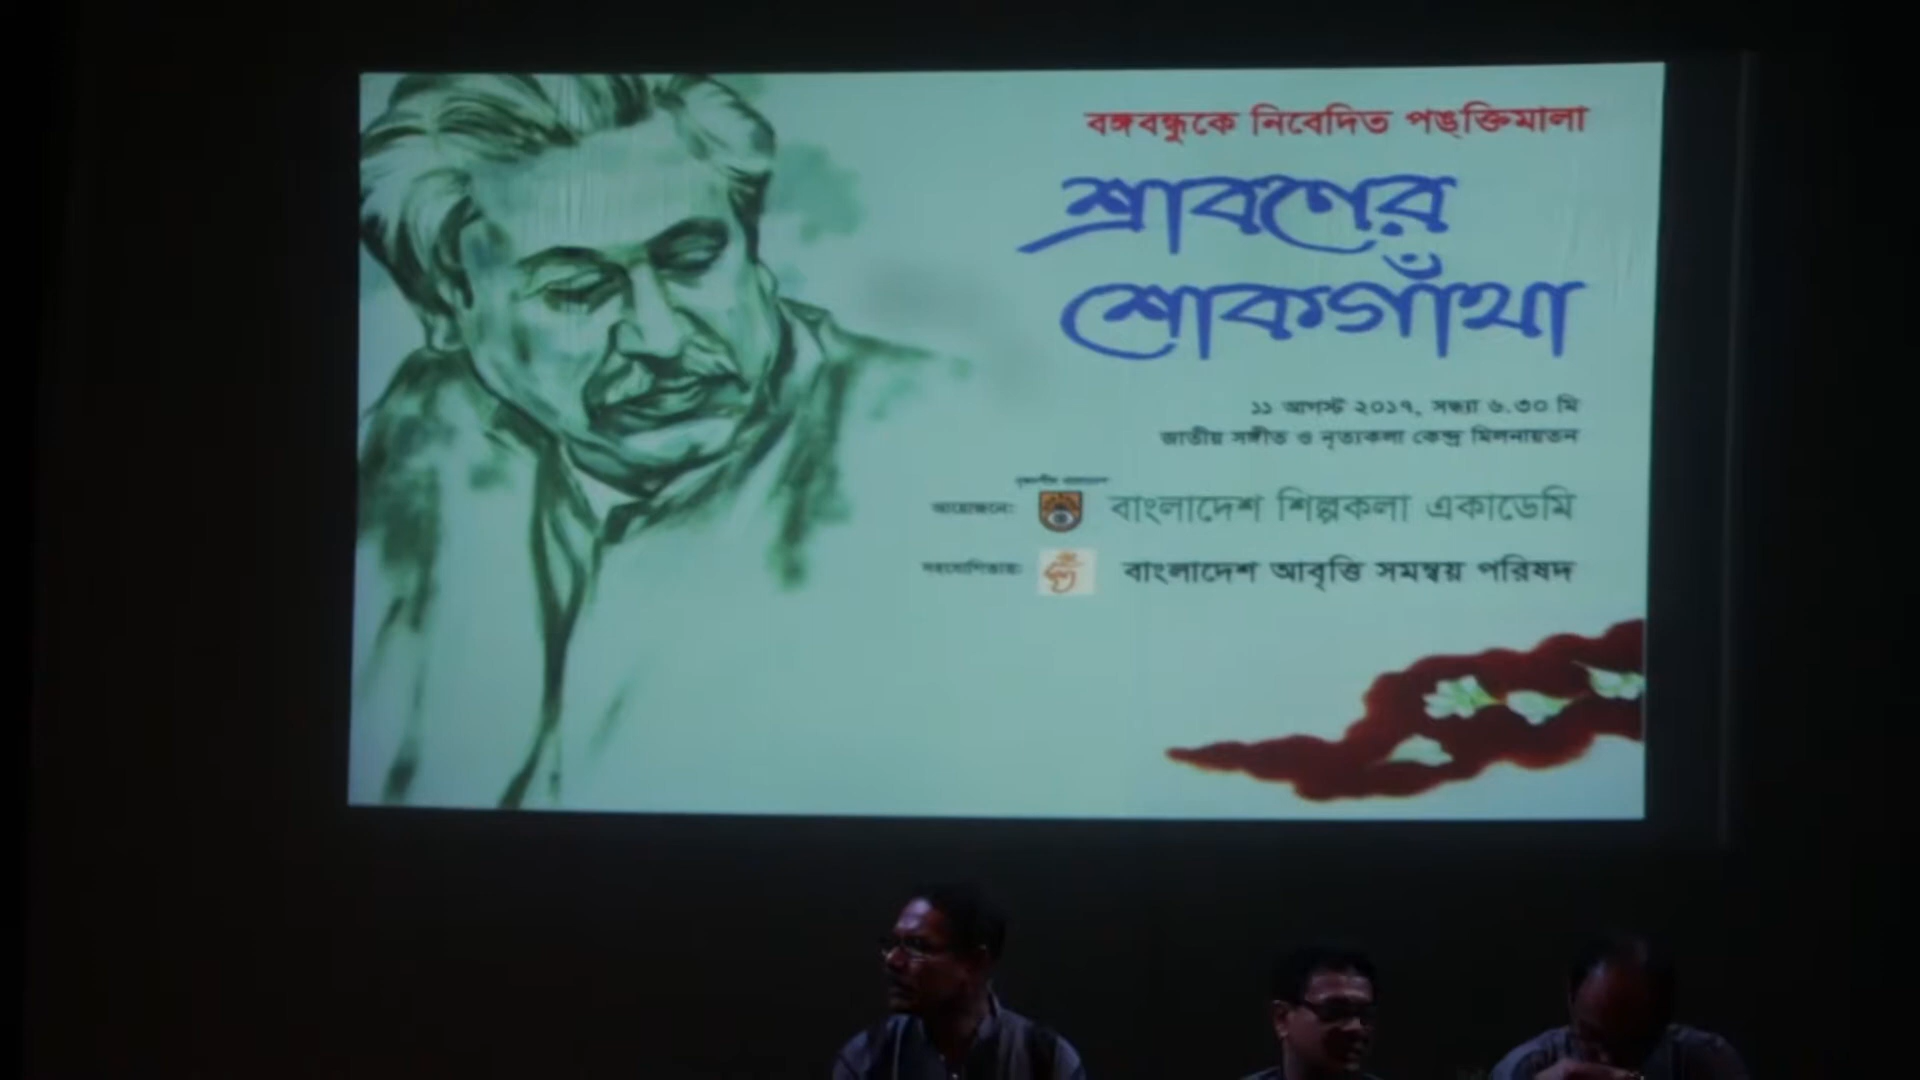 বঙ্গবন্ধুকে নিবেদিত পঙ্‌ক্তিমালা
শ্রাবণের
শোকগাঁথা
১১ আগস্ট ২০১৭, সন্ধ্যা ৬.৩০ মি
জাতীয় সঙ্গীত ও নৃত্যকলা কেন্দ্র মিলনায়তন
আয়োজনে: বাংলাদেশ শিল্পকলা একাডেমি
সহযোগিতায়: বাংলাদেশ আবৃত্তি সমন্বয় পরিষদ